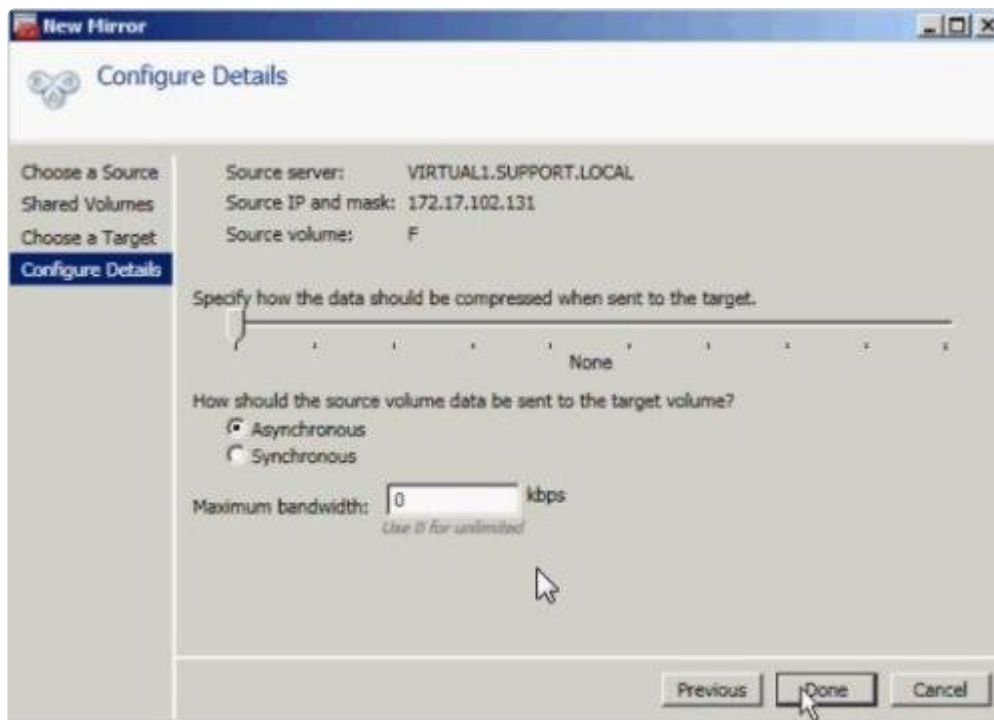 New Mirror
Configure Details
Choose a Source
Shared Volumes
Choose a Target
Configure Details
Source server: VIRTUAL1.SUPPORT.LOCAL
Source IP and mask: 172.17.102.131
Source volume: F
Specify how the data should be compressed when sent to the target.
None
How should the source volume data be sent to the target volume?
Asynchronous
Synchronous
Maximum bandwidth: 0 kbps
Use 0 for unlimited
Previous Done Cancel